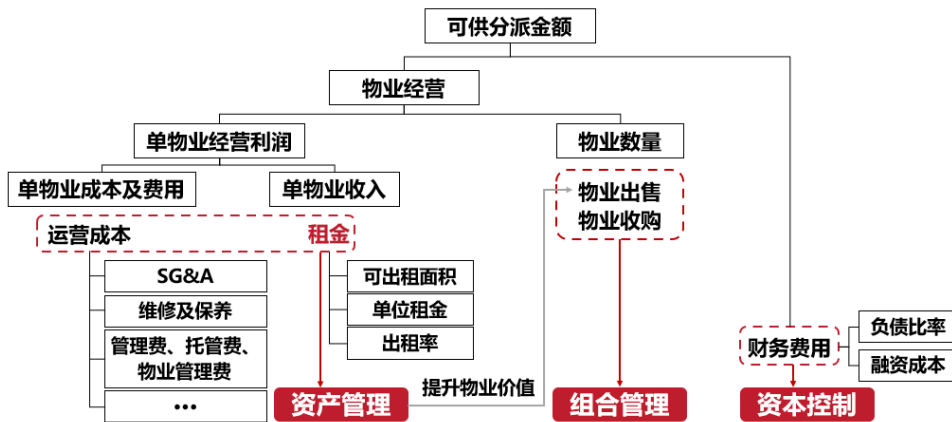 可供分派金额
物业经营
单物业经营利润
物业数量
单物业成本及费用
单物业收入
物业出售
物业收购
运营成本
租金
SG&A
维修及保养
管理费、托管费、
物业管理费
•••
可出租面积
单位租金
出租率
财务费用
负债比率
融资成本
资产管理
提升物业价值
组合管理
资本控制